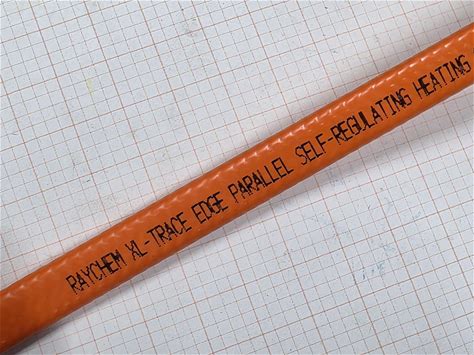 RAYCHEM XL-TRACE EDGE PARALLEL SELF-REGULATING HEATING